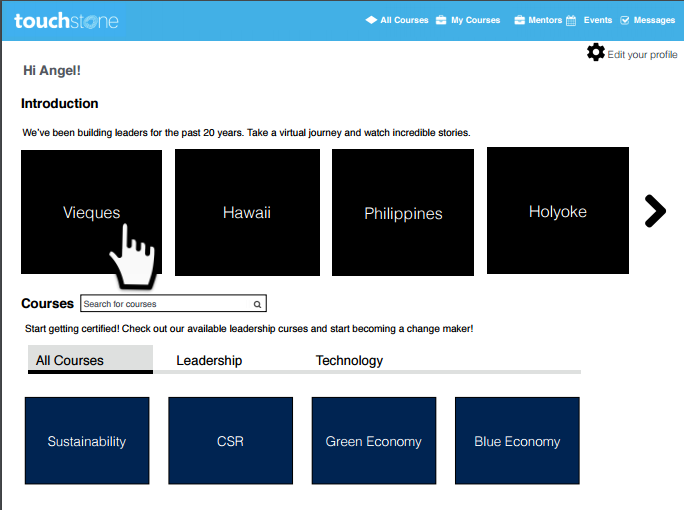 touchstone
All Courses My Courses Mentors Events Messages
Edit your profile
Hi Angel!
Introduction
We've been building leaders for the past 20 years. Take a virtual journey and watch incredible stories.
Vieques Hawaii Philippines Holyoke
Courses Search for courses
Start getting certified! Check out our available leadership curses and start becoming a change maker!
All Courses Leadership Technology
Sustainability CSR Green Economy Blue Economy